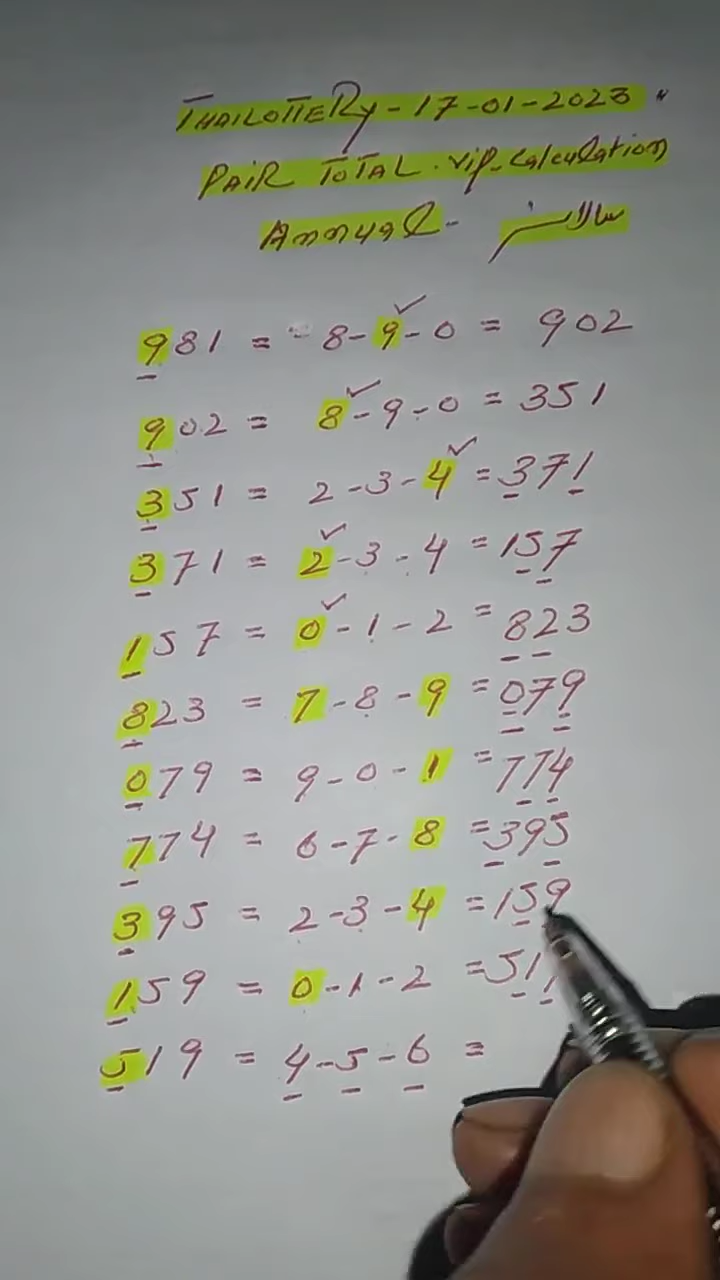 THAILOTTERY - 17-01-2023 "
PAIR TOTAL. VIP-Calculation
Annual - سالانہ
981 = 8-9-0 = 902
902 = 8-9-0 = 351
351 = 2-3-4 = 371
371 = 2-3-4 = 157
157 = 0-1-2 = 823
823 = 7-8-9 = 079
079 = 9-0-1 = 774
774 = 6-7-8 = 395
395 = 2-3-4 = 159
159 = 0-1-2 = 51
519 = 4-5-6 =